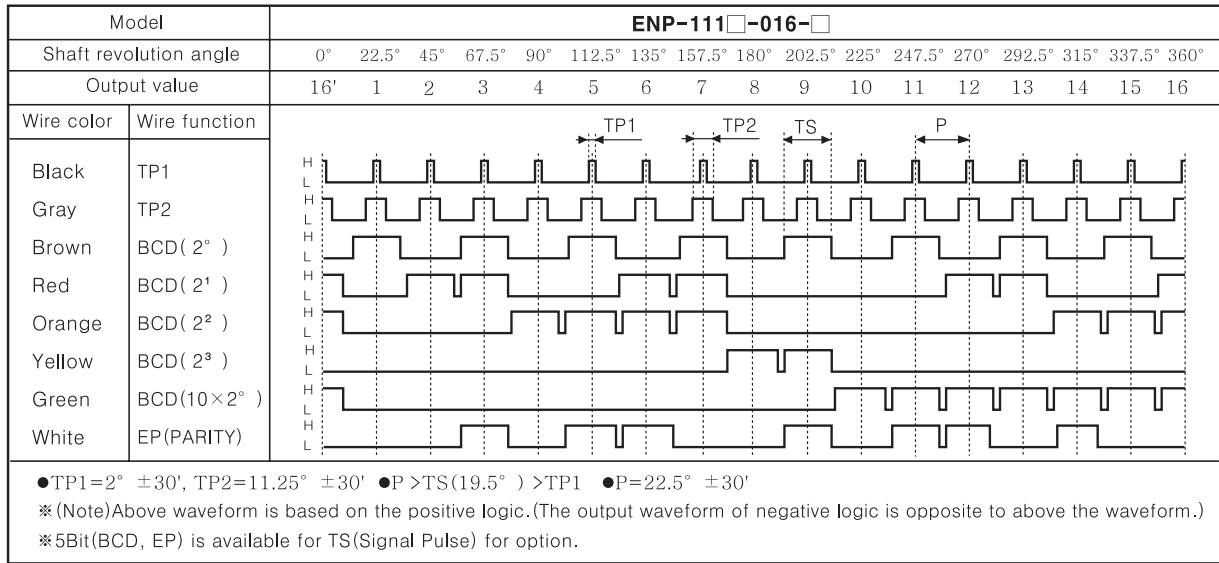 Model ENP-111□-016-□
Shaft revolution angle 0° 22.5° 45° 67.5° 90° 112.5° 135° 157.5° 180° 202.5° 225° 247.5° 270° 292.5° 315° 337.5° 360°
Output value 16' 1 2 3 4 5 6 7 8 9 10 11 12 13 14 15 16
Wire color Wire function TP1 TP2 TS P
Black TP1 H L
Gray TP2 H L
Brown BCD( 2° ) H L
Red BCD( 2¹ ) H L
Orange BCD( 2² ) H L
Yellow BCD( 2³ ) H L
Green BCD(10×2° ) H L
White EP(PARITY) H L
●TP1=2° ±30', TP2=11.25° ±30' ●P >TS(19.5° ) >TP1 ●P=22.5° ±30'
※(Note)Above waveform is based on the positive logic.(The output waveform of negative logic is opposite to above the waveform.)
※5Bit(BCD, EP) is available for TS(Signal Pulse) for option.